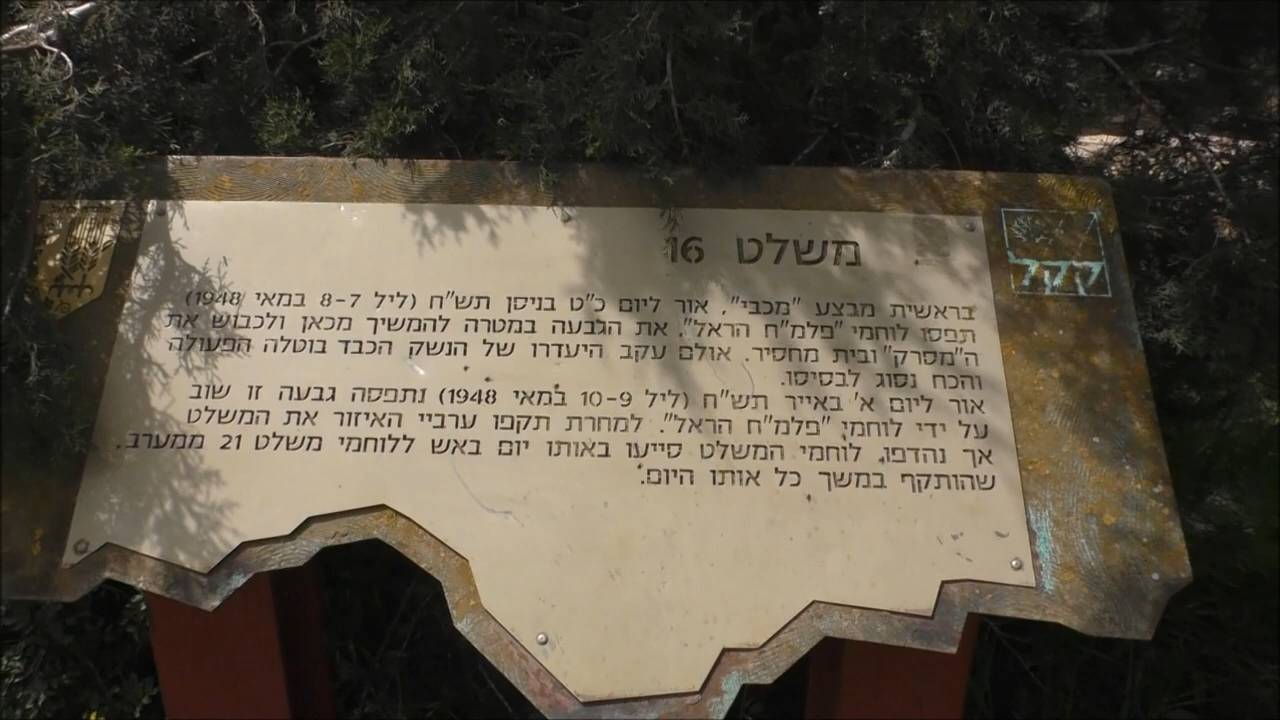 משלט 16
קקל
בראשית מבצע "מכבי", אור ליום כ"ט בניסן תש"ח (ליל 8-7 במאי 1948)
תפסו לוחמי "פלמ"ח הראל", את הגבעה במטרה להמשיך מכאן ולכבוש את
ה"מסרק" ובית מחסיר. אולם עקב היעדרו של הנשק הכבד בוטלה הפעולה
והכח נסוג לבסיסו.
אור ליום א' באייר תש"ח (ליל 10-9 במאי 1948) נתפסה גבעה זו שוב
על ידי לוחמי "פלמ"ח הראל". למחרת תקפו ערביי האיזור את המשלט
אך נהדפו. לוחמי המשלט סייעו באותו יום באש ללוחמי משלט 21 ממערב,
שהותקף במשך כל אותו היום.